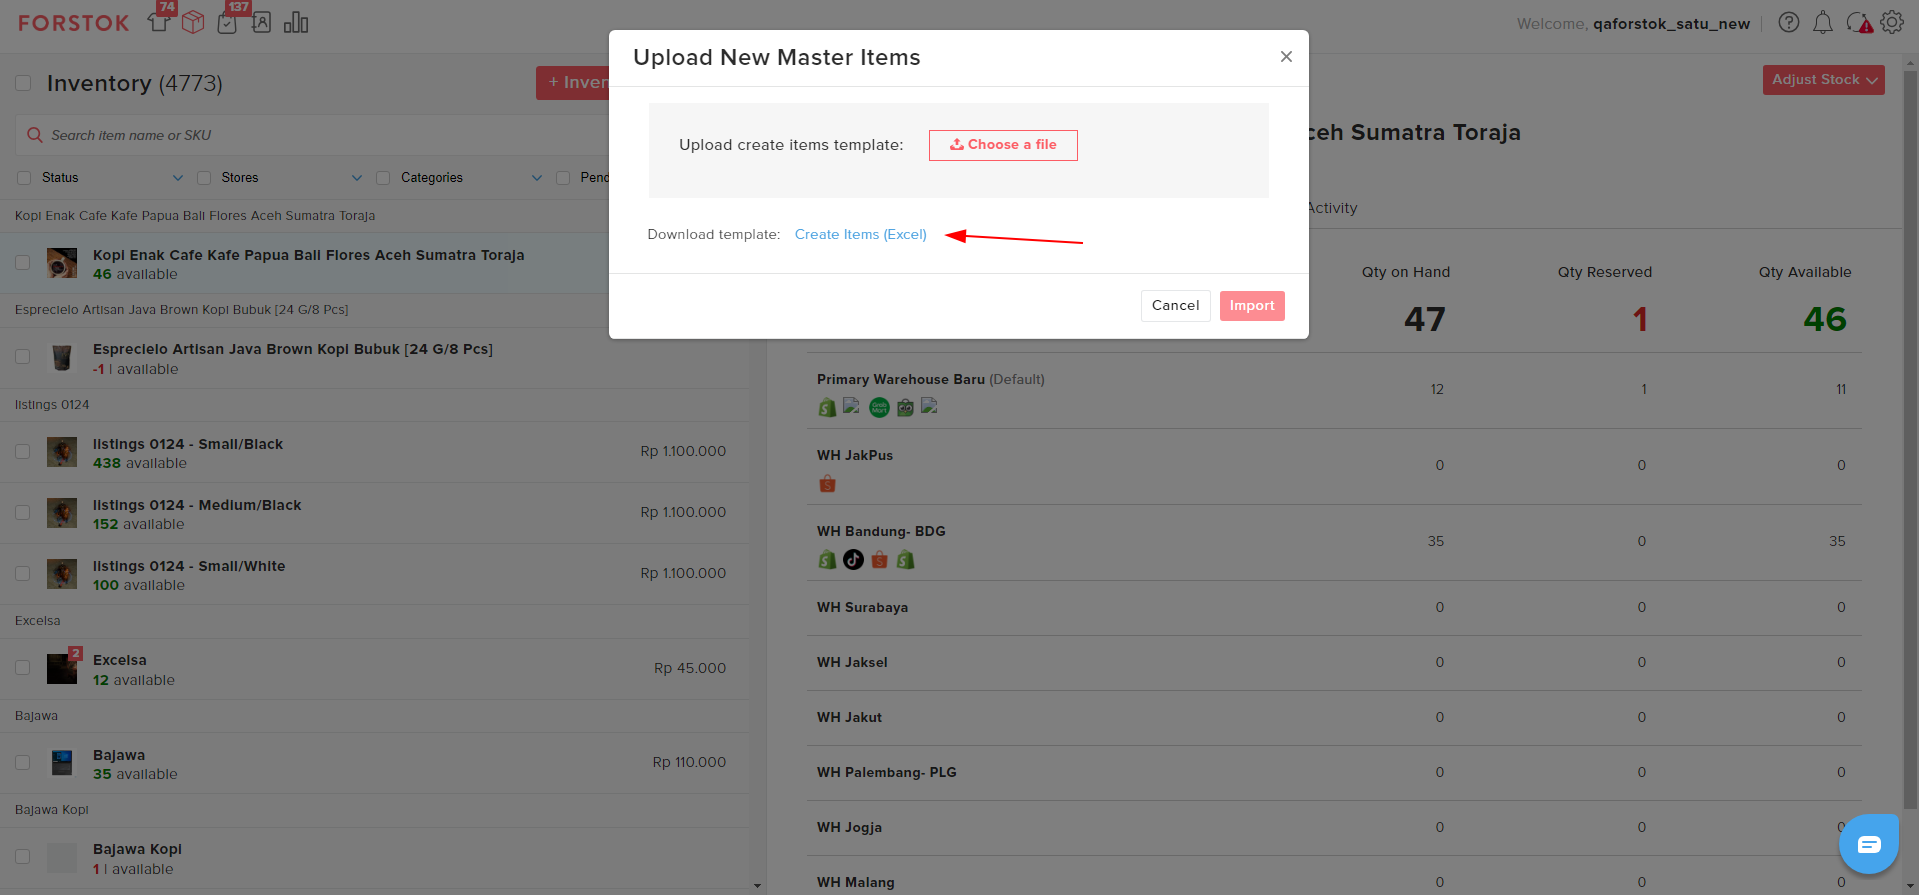 FORSTOK
74
137
Welcome, qaforstok_satu_new
Inventory (4773)
+ Inven
Search item name or SKU
Status
Stores
Categories
Pend
Kopi Enak Cafe Kafe Papua Bali Flores Aceh Sumatra Toraja
Kopi Enak Cafe Kafe Papua Bali Flores Aceh Sumatra Toraja
46 available
Esprecielo Artisan Java Brown Kopi Bubuk [24 G/8 Pcs]
Esprecielo Artisan Java Brown Kopi Bubuk [24 G/8 Pcs]
-1 | available
listings 0124
listings 0124 - Small/Black
Rp 1.100.000
438 available
listings 0124 - Medium/Black
Rp 1.100.000
152 available
listings 0124 - Small/White
Rp 1.100.000
100 available
Excelsa
2
Excelsa
Rp 45.000
12 available
Bajawa
Bajawa
Rp 110.000
35 available
Bajawa Kopi
Bajawa Kopi
1 | available
Upload New Master Items
Upload create items template:
Choose a file
Download template:
Create Items (Excel)
Cancel
Import
Adjust Stock
ceh Sumatra Toraja
Activity
Qty on Hand
Qty Reserved
Qty Available
47
1
46
Primary Warehouse Baru (Default)
12
1
11
WH JakPus
0
0
0
WH Bandung- BDG
35
0
35
WH Surabaya
0
0
0
WH Jaksel
0
0
0
WH Jakut
0
0
0
WH Palembang- PLG
0
0
0
WH Jogja
0
0
0
WH Malang
0
0
0